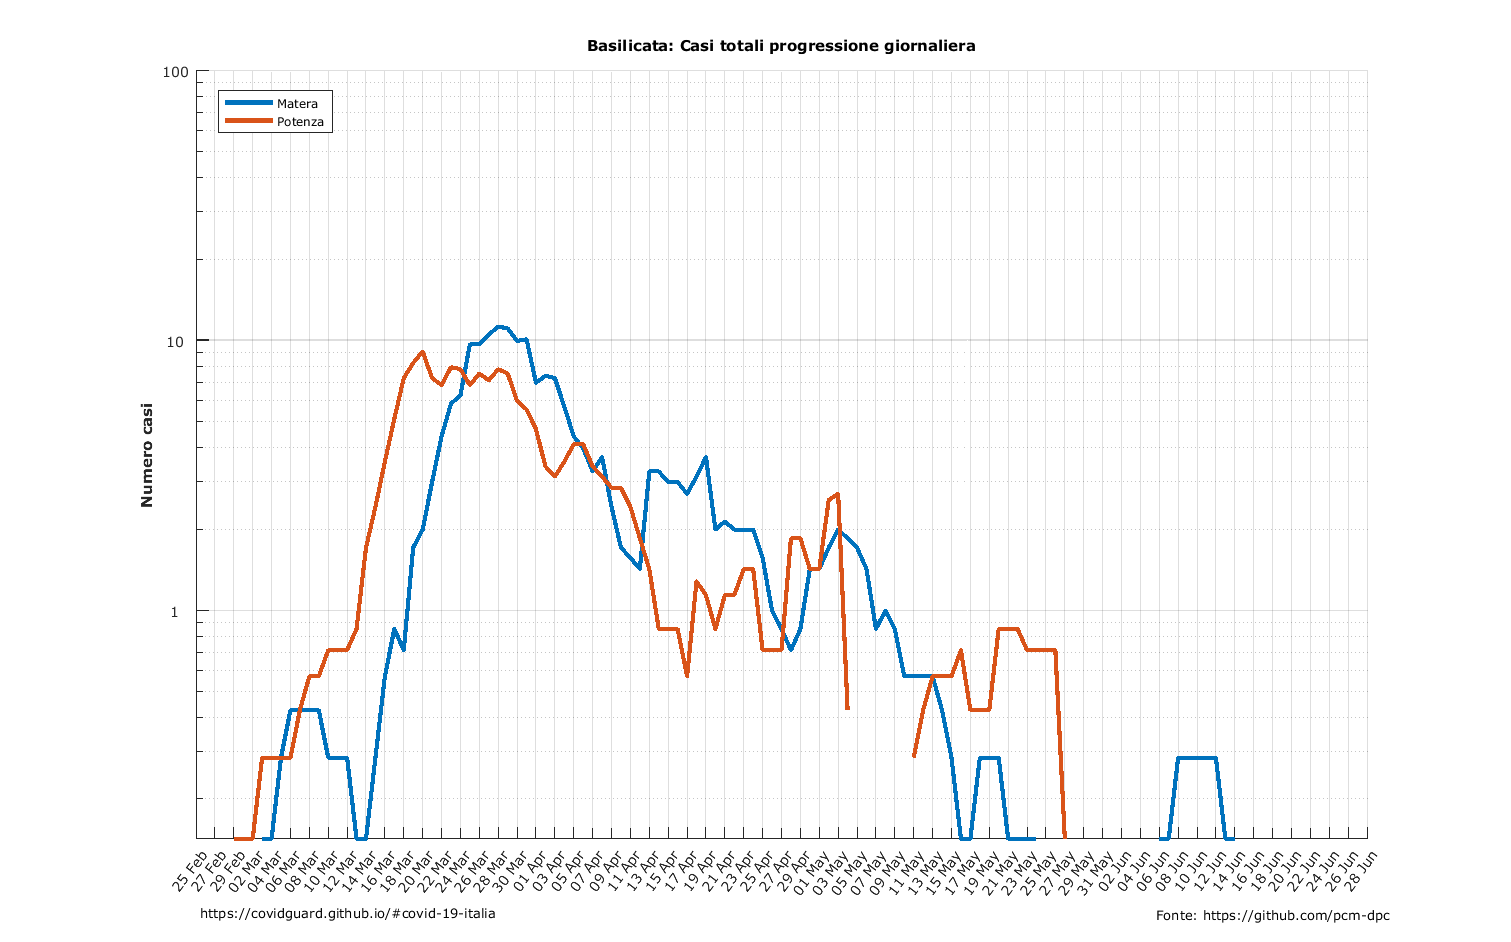 Basilicata: Casi totali progressione giornaliera
Numero casi
100
10
1
Matera
Potenza
25 Feb
27 Feb
29 Feb
02 Mar
04 Mar
06 Mar
08 Mar
10 Mar
12 Mar
14 Mar
16 Mar
18 Mar
20 Mar
22 Mar
24 Mar
26 Mar
28 Mar
30 Mar
01 Apr
03 Apr
05 Apr
07 Apr
09 Apr
11 Apr
13 Apr
15 Apr
17 Apr
19 Apr
21 Apr
23 Apr
25 Apr
27 Apr
29 Apr
01 May
03 May
05 May
07 May
09 May
11 May
13 May
15 May
17 May
19 May
21 May
23 May
25 May
27 May
29 May
31 May
02 Jun
04 Jun
06 Jun
08 Jun
10 Jun
12 Jun
14 Jun
16 Jun
18 Jun
20 Jun
22 Jun
24 Jun
26 Jun
28 Jun
https://covidguard.github.io/#covid-19-italia
Fonte: https://github.com/pcm-dpc